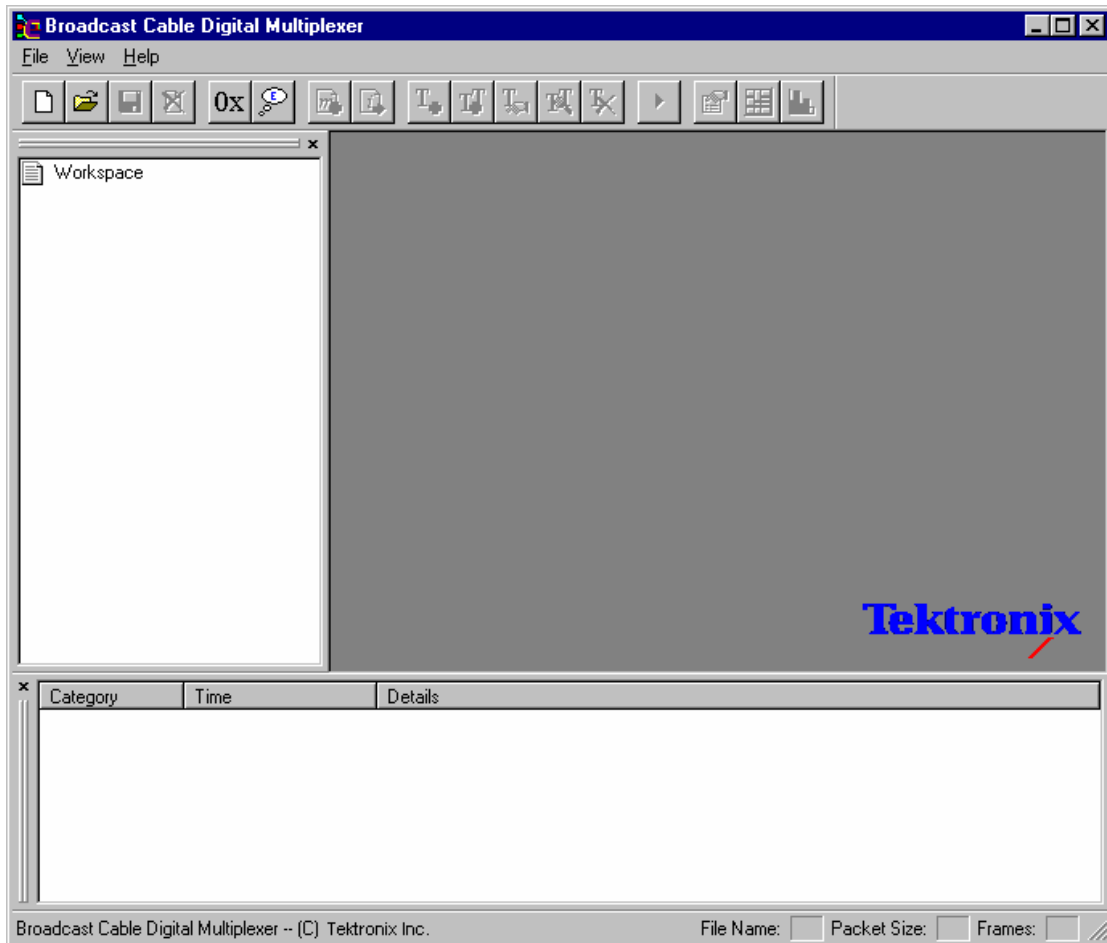 Broadcast Cable Digital Multiplexer
File View Help
0x E T T T T T
Workspace
Tektronix
Category Time Details
Broadcast Cable Digital Multiplexer -- (C) Tektronix Inc. File Name: Packet Size: Frames: